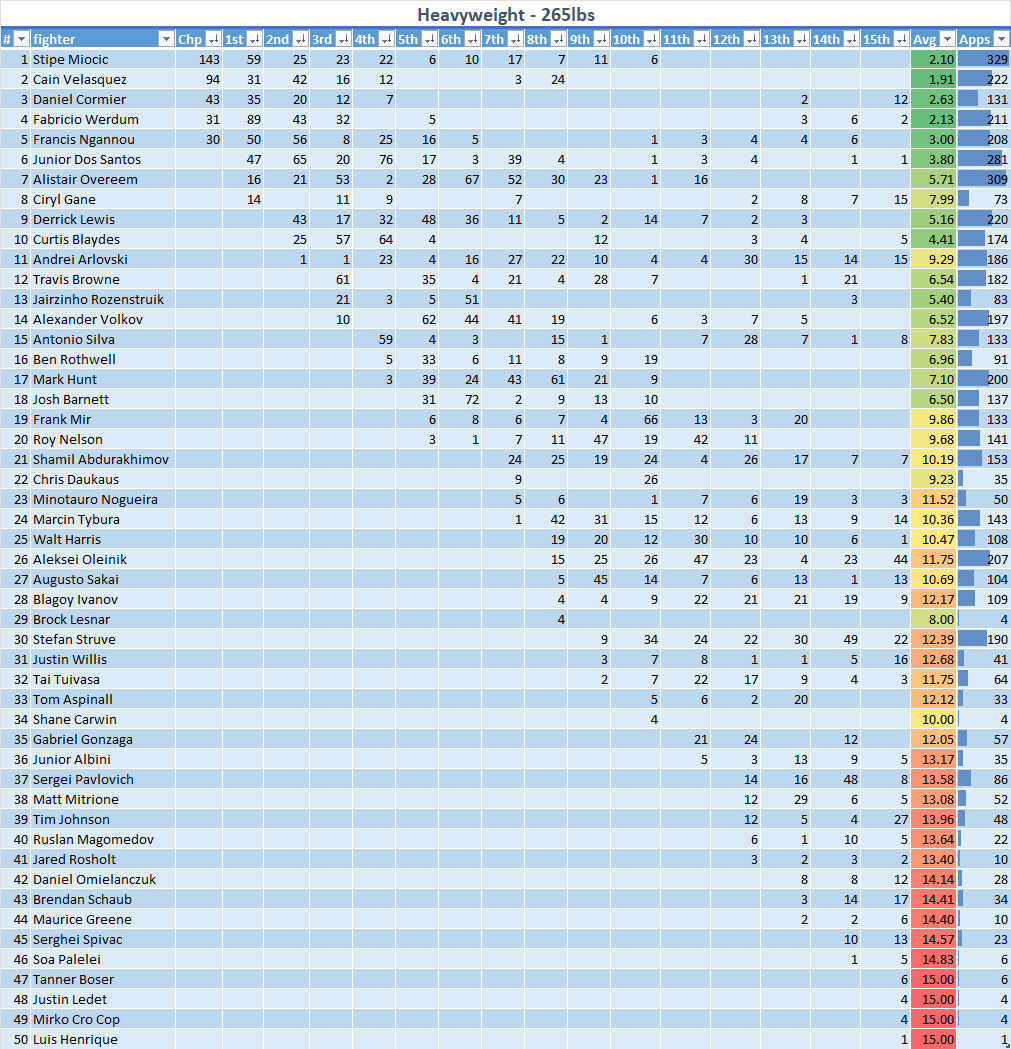 Heavyweight - 265lbs
# fighter Chp 1st 2nd 3rd 4th 5th 6th 7th 8th 9th 10th 11th 12th 13th 14th 15th Avg Apps
1 Stipe Miocic 143 59 25 23 22 6 10 17 7 11 6 2.10 329
2 Cain Velasquez 94 31 42 16 12 3 24 1.91 222
3 Daniel Cormier 43 35 20 12 7 2 12 2.63 131
4 Fabricio Werdum 31 89 43 32 5 3 6 2 2.13 211
5 Francis Ngannou 30 50 56 8 25 16 5 1 3 4 4 6 3.00 208
6 Junior Dos Santos 47 65 20 76 17 3 39 4 1 3 4 1 1 3.80 281
7 Alistair Overeem 16 21 53 2 28 67 52 30 23 1 16 5.71 309
8 Ciryl Gane 14 11 9 7 2 8 7 15 7.99 73
9 Derrick Lewis 43 17 32 48 36 11 5 2 14 7 2 3 5.16 220
10 Curtis Blaydes 25 57 64 4 12 3 4 5 4.41 174
11 Andrei Arlovski 1 1 23 4 16 27 22 10 4 4 30 15 14 15 9.29 186
12 Travis Browne 61 35 4 21 4 28 7 1 21 6.54 182
13 Jairzinho Rozenstruik 21 3 5 51 3 5.40 83
14 Alexander Volkov 10 62 44 41 19 6 3 7 5 6.52 197
15 Antonio Silva 59 4 3 15 1 7 28 7 1 8 7.83 133
16 Ben Rothwell 5 33 6 11 8 9 19 6.96 91
17 Mark Hunt 3 39 24 43 61 21 9 7.10 200
18 Josh Barnett 31 72 2 9 13 10 6.50 137
19 Frank Mir 6 8 6 7 4 66 13 3 20 9.86 133
20 Roy Nelson 3 1 7 11 47 19 42 11 9.68 141
21 Shamil Abdurakhimov 24 25 19 24 4 26 17 7 7 10.19 153
22 Chris Daukaus 9 26 9.23 35
23 Minotauro Nogueira 5 6 1 7 6 19 3 3 11.52 50
24 Marcin Tybura 1 42 31 15 12 6 13 9 14 10.36 143
25 Walt Harris 19 20 12 30 10 10 6 1 10.47 108
26 Aleksei Oleinik 15 25 26 47 23 4 23 44 11.75 207
27 Augusto Sakai 5 45 14 7 6 13 1 13 10.69 104
28 Blagoy Ivanov 4 4 9 22 21 21 19 9 12.17 109
29 Brock Lesnar 4 8.00 4
30 Stefan Struve 9 34 24 22 30 49 22 12.39 190
31 Justin Willis 3 7 8 1 1 5 16 12.68 41
32 Tai Tuivasa 2 7 22 17 9 4 3 11.75 64
33 Tom Aspinall 5 6 2 20 12.12 33
34 Shane Carwin 4 10.00 4
35 Gabriel Gonzaga 21 24 12 12.05 57
36 Junior Albini 5 3 13 9 5 13.17 35
37 Sergei Pavlovich 14 16 48 8 13.58 86
38 Matt Mitrione 12 29 6 5 13.08 52
39 Tim Johnson 12 5 4 27 13.96 48
40 Ruslan Magomedov 6 1 10 5 13.64 22
41 Jared Rosholt 3 2 3 2 13.40 10
42 Daniel Omielanczuk 8 8 12 14.14 28
43 Brendan Schaub 3 14 17 14.41 34
44 Maurice Greene 2 2 6 14.40 10
45 Serghei Spivac 10 13 14.57 23
46 Soa Palelei 1 5 14.83 6
47 Tanner Boser 6 15.00 6
48 Justin Ledet 4 15.00 4
49 Mirko Cro Cop 4 15.00 4
50 Luis Henrique 1 15.00 1